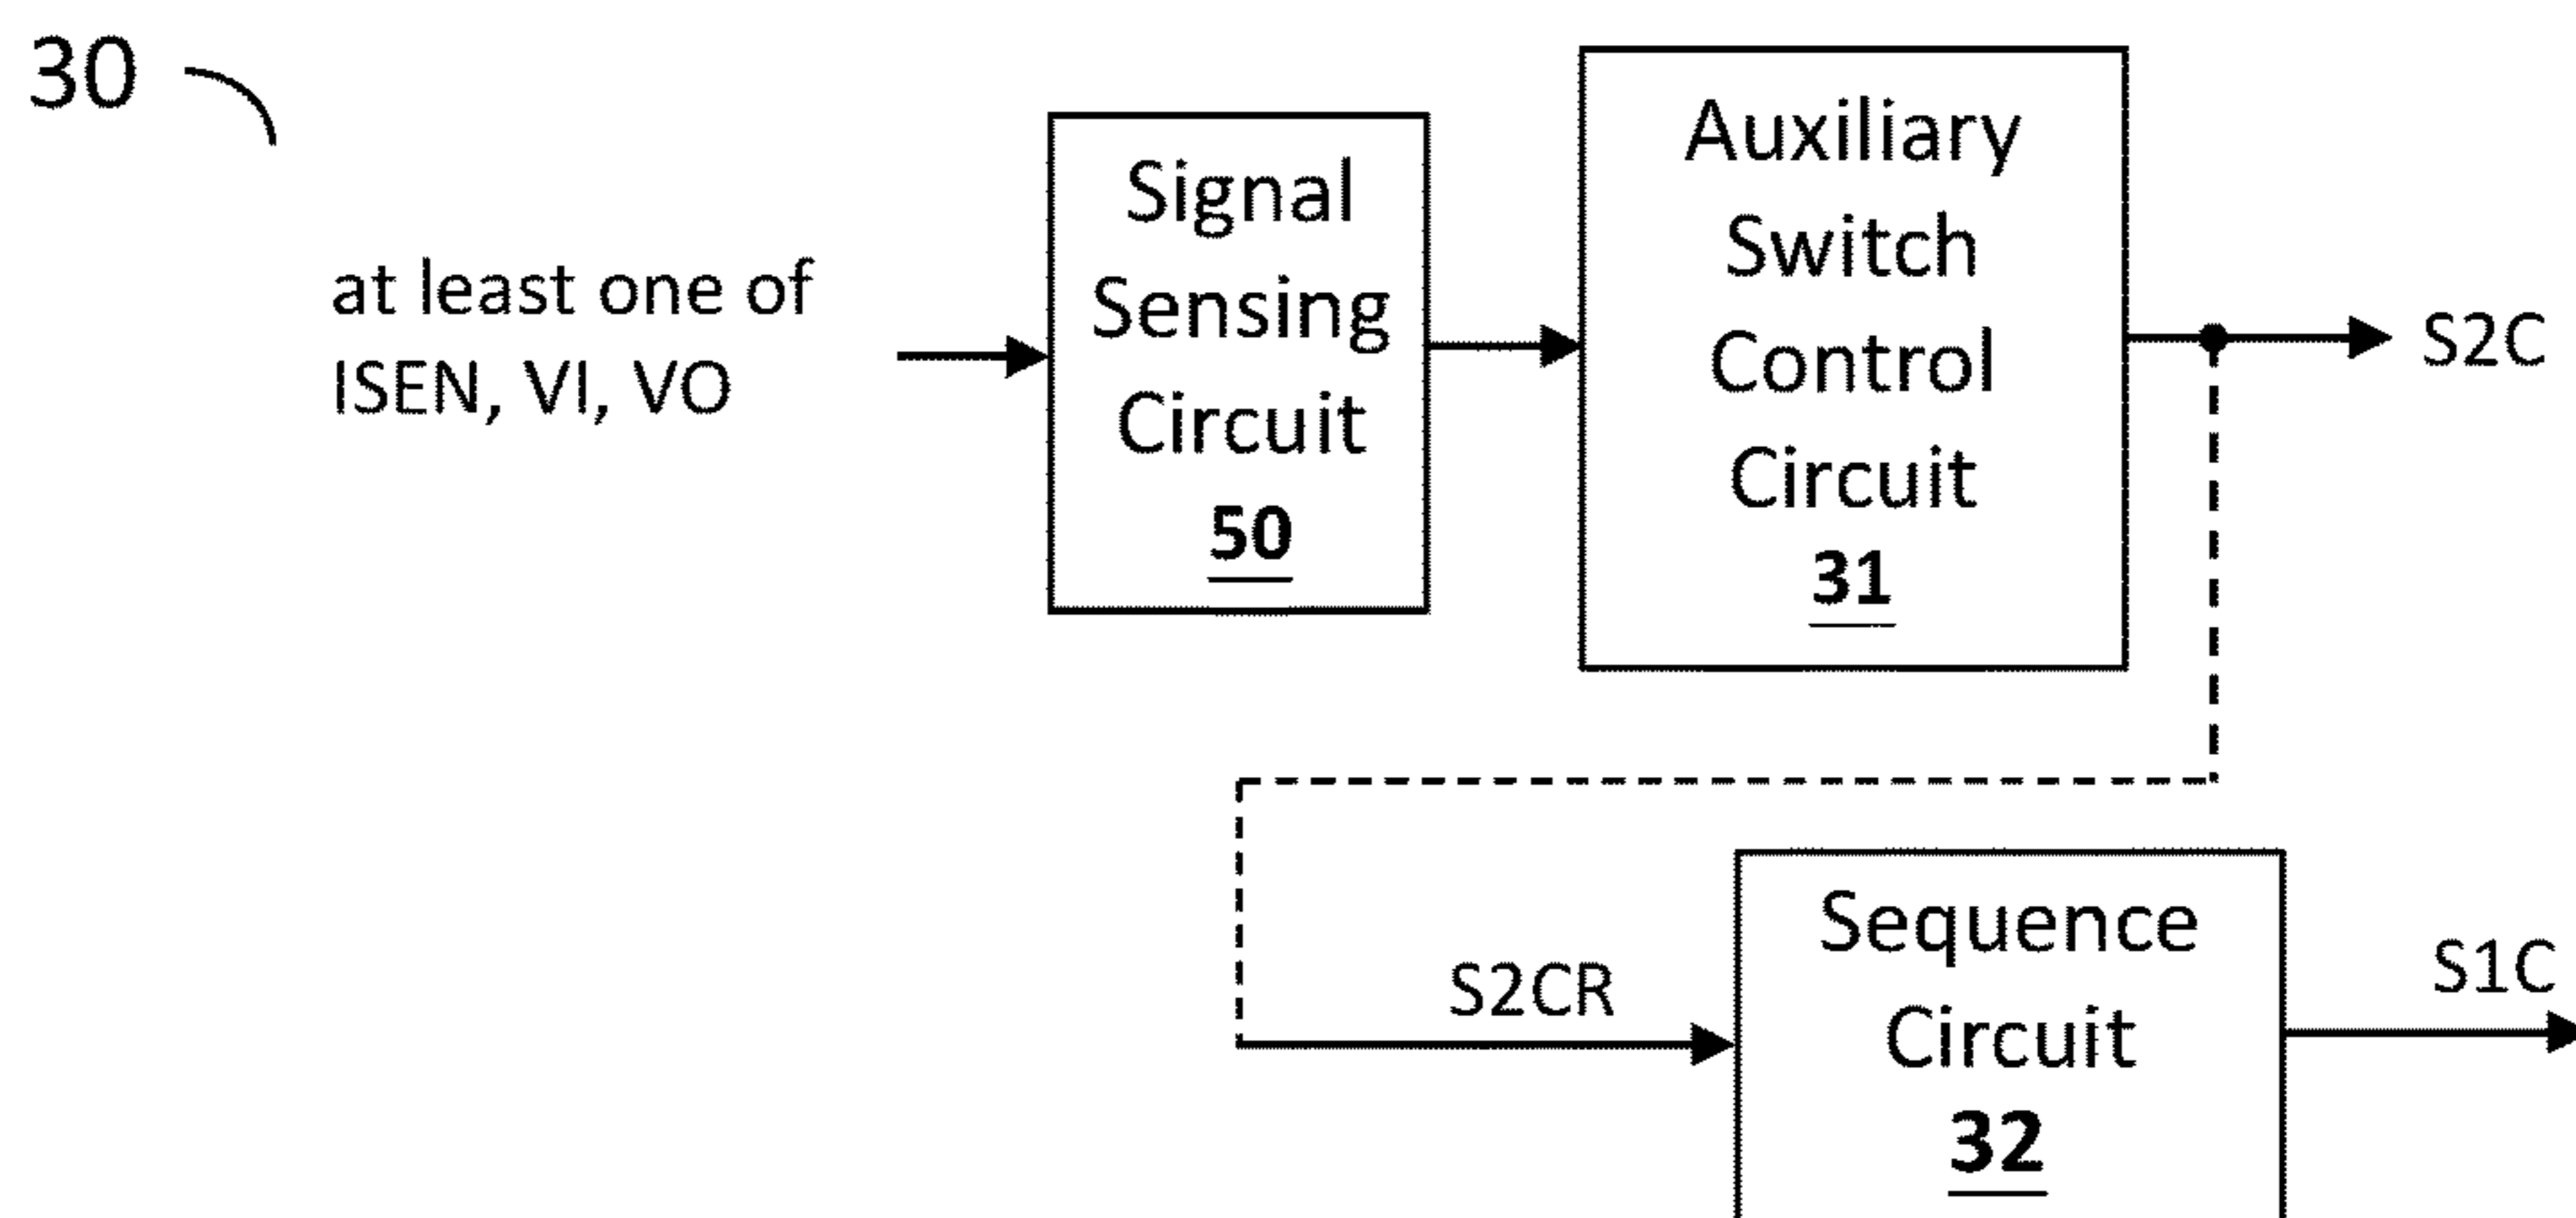 30
at least one of
ISEN, VI, VO
Signal
Sensing
Circuit
50
Auxiliary
Switch
Control
Circuit
31
S2C
S2CR
Sequence
Circuit
32
S1C